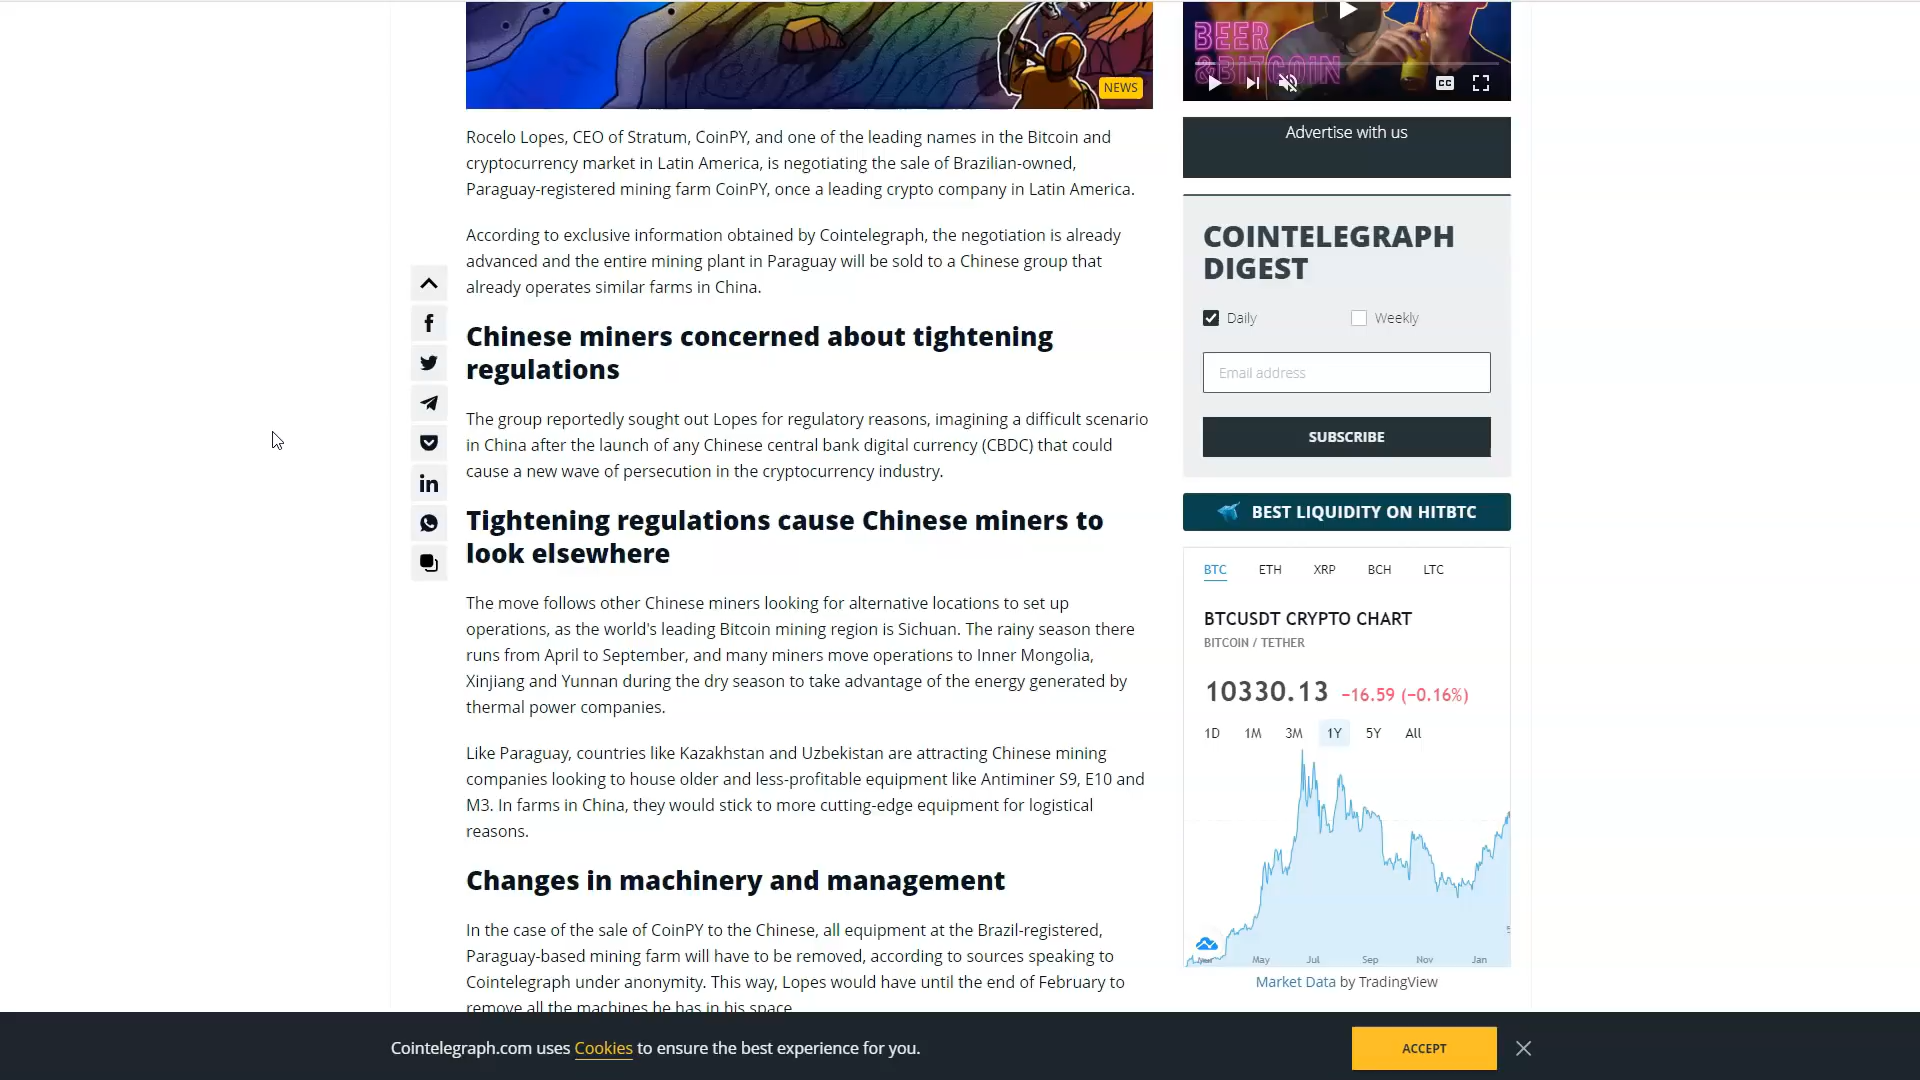 NEWS
Rocelo Lopes, CEO of Stratum, CoinPY, and one of the leading names in the Bitcoin and
cryptocurrency market in Latin America, is negotiating the sale of Brazilian-owned,
Paraguay-registered mining farm CoinPY, once a leading crypto company in Latin America.
According to exclusive information obtained by Cointelegraph, the negotiation is already
advanced and the entire mining plant in Paraguay will be sold to a Chinese group that
already operates similar farms in China.
Chinese miners concerned about tightening
regulations
The group reportedly sought out Lopes for regulatory reasons, imagining a difficult scenario
in China after the launch of any Chinese central bank digital currency (CBDC) that could
cause a new wave of persecution in the cryptocurrency industry.
Tightening regulations cause Chinese miners to
look elsewhere
The move follows other Chinese miners looking for alternative locations to set up
operations, as the world's leading Bitcoin mining region is Sichuan. The rainy season there
runs from April to September, and many miners move operations to Inner Mongolia,
Xinjiang and Yunnan during the dry season to take advantage of the energy generated by
thermal power companies.
Like Paraguay, countries like Kazakhstan and Uzbekistan are attracting Chinese mining
companies looking to house older and less-profitable equipment like Antiminer S9, E10 and
M3. In farms in China, they would stick to more cutting-edge equipment for logistical
reasons.
Changes in machinery and management
In the case of the sale of CoinPY to the Chinese, all equipment at the Brazil-registered,
Paraguay-based mining farm will have to be removed, according to sources speaking to
Cointelegraph under anonymity. This way, Lopes would have until the end of February to
remove all the machines he has in his space.
BEER
&BITCOIN
CC
Advertise with us
COINTELEGRAPH
DIGEST
Daily Weekly
Email address
SUBSCRIBE
BEST LIQUIDITY ON HITBTC
BTC ETH XRP BCH LTC
BTCUSDT CRYPTO CHART
BITCOIN / TETHER
10330.13 −16.59 (−0.16%)
1D 1M 3M 1Y 5Y All
May Jul Sep Nov Jan
Market Data by TradingView
Cointelegraph.com uses Cookies to ensure the best experience for you.
ACCEPT